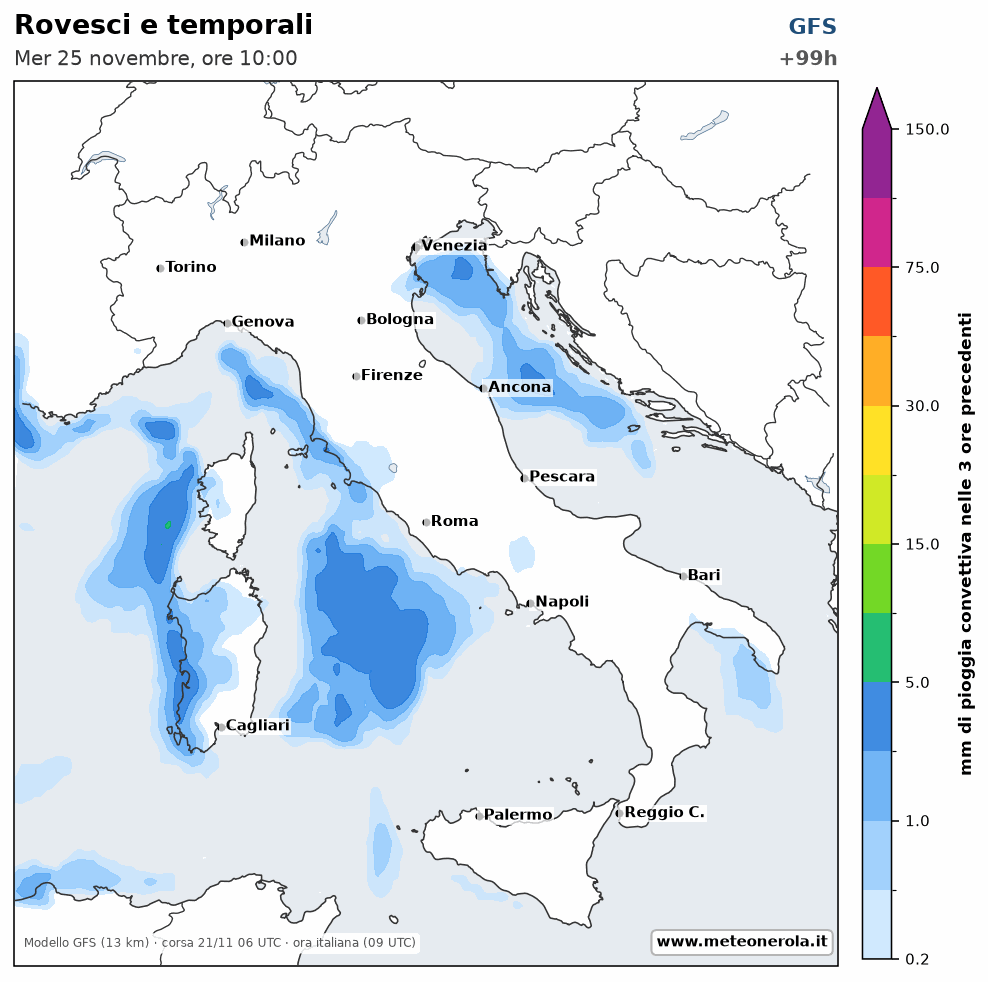 Rovesci e temporali
GFS
Mer 25 novembre, ore 10:00
+99h
150.0
75.0
30.0
15.0
5.0
1.0
0.2
mm di pioggia convettiva nelle 3 ore precedenti
Milano
Venezia
Torino
Genova
Bologna
Firenze
Ancona
Pescara
Roma
Bari
Napoli
Cagliari
Palermo
Reggio C.
Modello GFS (13 km) · corsa 21/11 06 UTC · ora italiana (09 UTC)
www.meteonerola.it